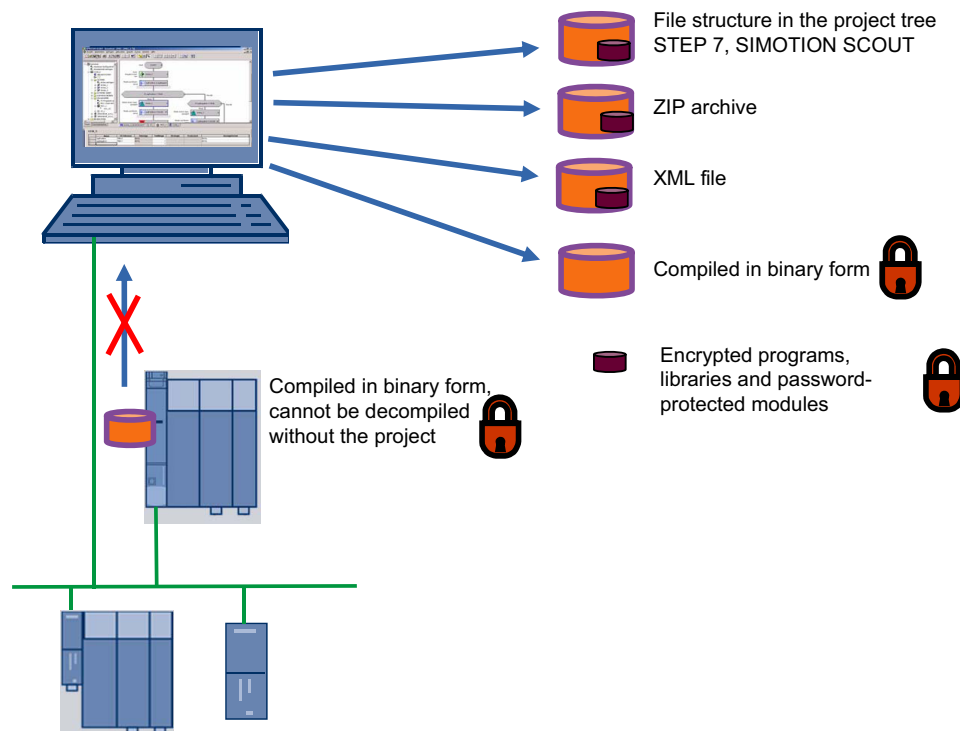 File structure in the project tree
STEP 7, SIMOTION SCOUT
ZIP archive
XML file
Compiled in binary form
Encrypted programs,
libraries and password-
protected modules
Compiled in binary form,
cannot be decompiled
without the project